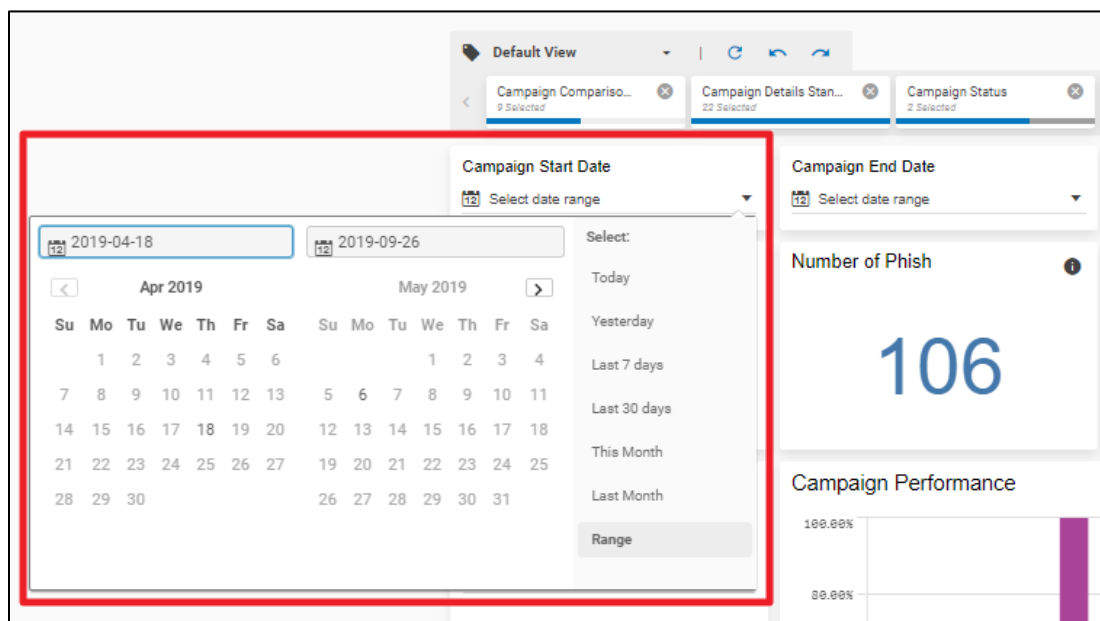 Default View
Campaign Compariso...
9 Selected
Campaign Details Stan...
22 Selected
Campaign Status
2 Selected
Campaign Start Date
12 Select date range
Campaign End Date
12 Select date range
12 2019-04-18
12 2019-09-26
Apr 2019
Su Mo Tu We Th Fr Sa
1 2 3 4 5 6
7 8 9 10 11 12 13
14 15 16 17 18 19 20
21 22 23 24 25 26 27
28 29 30
May 2019
Su Mo Tu We Th Fr Sa
1 2 3 4
5 6 7 8 9 10 11
12 13 14 15 16 17 18
19 20 21 22 23 24 25
26 27 28 29 30 31
Select:
Today
Yesterday
Last 7 days
Last 30 days
This Month
Last Month
Range
Number of Phish
106
Campaign Performance
100.00%
80.00%